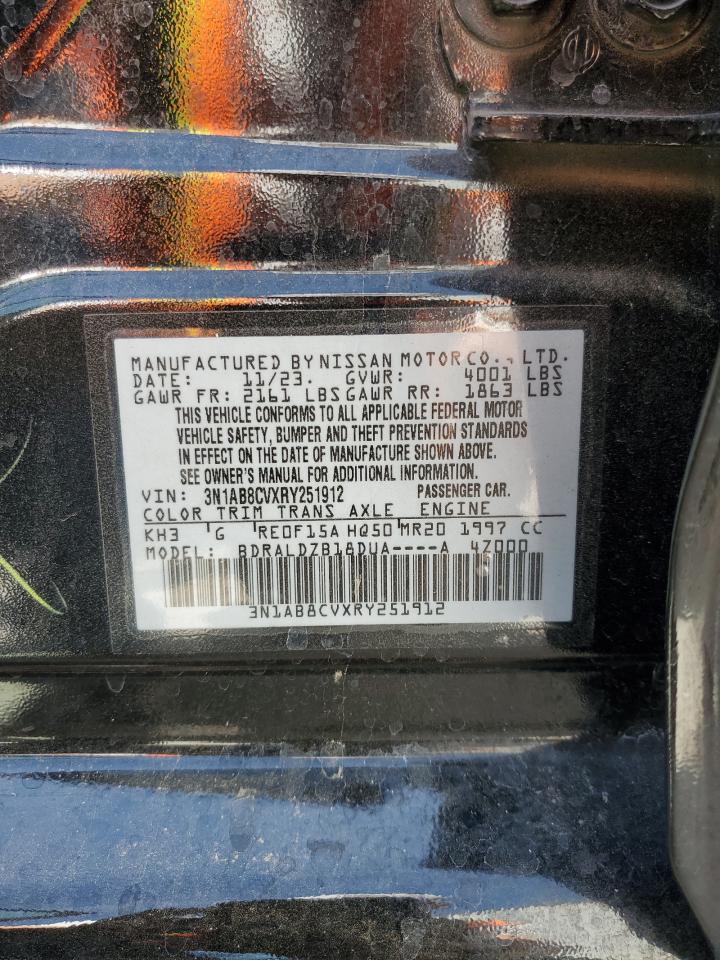 MANUFACTURED BY NISSAN MOTOR CO., LTD.
DATE: 11/23. GVWR: 4001 LBS
GAWR FR: 2161 LBS GAWR RR: 1863 LBS
THIS VEHICLE CONFORMS TO ALL APPLICABLE FEDERAL MOTOR
VEHICLE SAFETY, BUMPER AND THEFT PREVENTION STANDARDS
IN EFFECT ON THE DATE OF MANUFACTURE SHOWN ABOVE.
SEE OWNER'S MANUAL FOR ADDITIONAL INFORMATION.
VIN: 3N1AB8CVXRY251912 PASSENGER CAR.
COLOR TRIM TRANS AXLE ENGINE
KH3 G RE0F15A HQ50 MR20 1997 CC
MODEL: BDRALDZB18DUA----A 4Z000
3N1AB8CVXRY251912